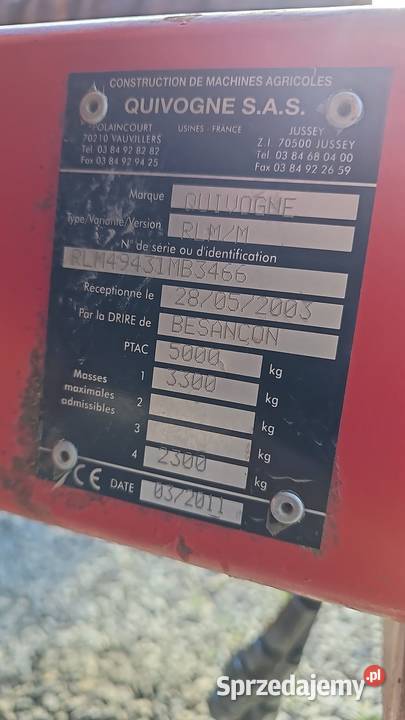 CONSTRUCTION DE MACHINES AGRICOLES
QUIVOGNE S.A.S.
POLAINCOURT USINES - FRANCE JUSSEY
70210 VAUVILLERS Z.I. 70500 JUSSEY
Tel. 03 84 92 82 82 Tel 03 84 68 04 00
Fax 03 84 92 94 25 Fax 03 84 92 26 59
Marque QUIVOGNE
Type/Variante/Version RLM/M
N° de série ou d'identification
RLM49431MB3466
Receptionne le 28/05/2003
Par la DRIRE de BESANCON
PTAC 5000 kg
Masses maximales admissibles
1 3300 kg
2 kg
3 kg
4 2300 kg
CE DATE 03/2011
Sprzedajemy.pl